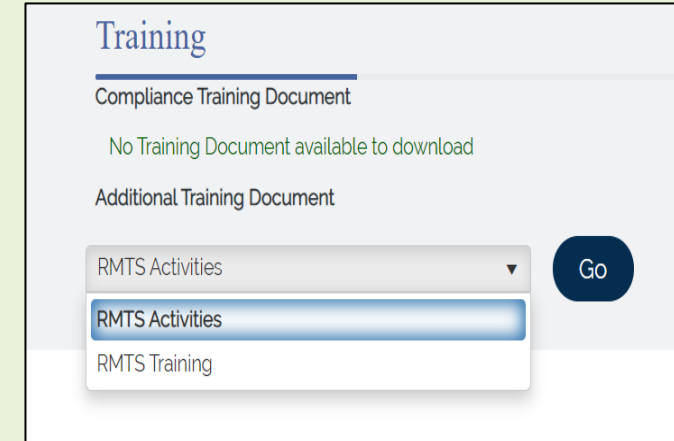 Training
Compliance Training Document
No Training Document available to download
Additional Training Document
RMTS Activities
Go
RMTS Activities
RMTS Training